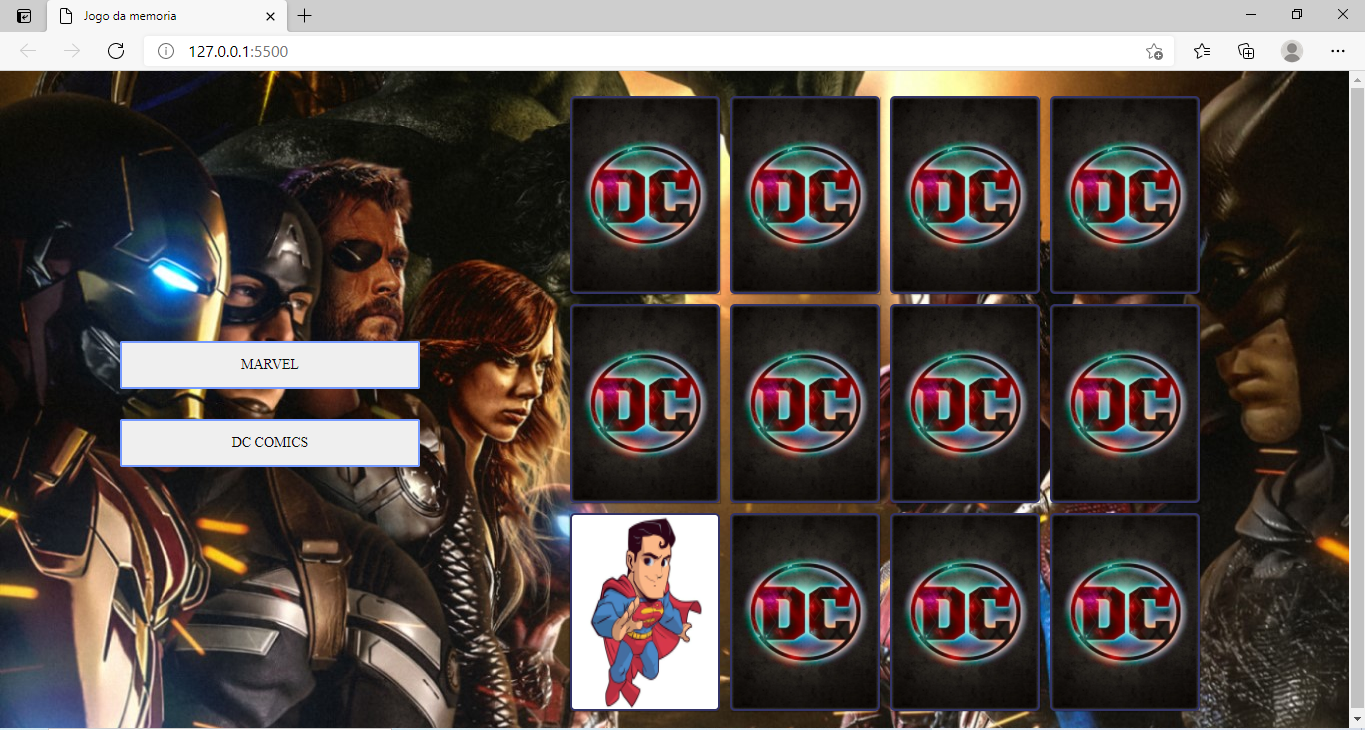 Jogo da memoria
127.0.0.1:5500
DC DC DC DC
A
MARVEL
DC DC DC DC
DC COMICS
S
DC DC DC